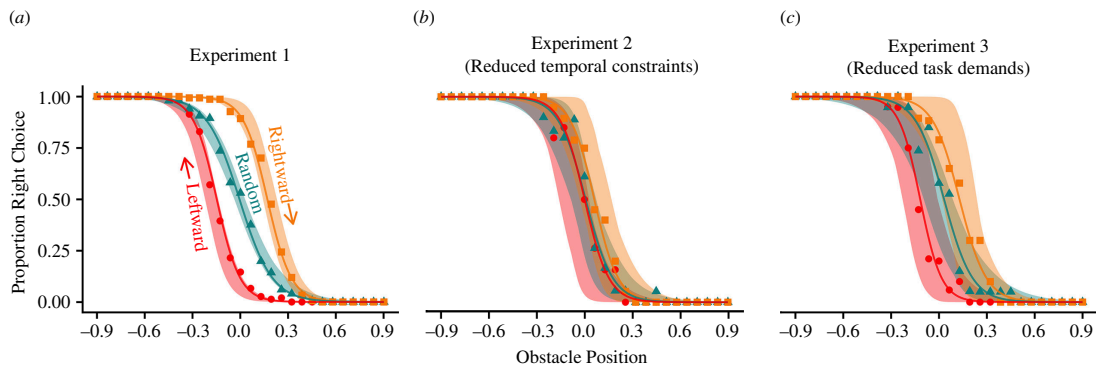 (a)
(b)
(c)
Experiment 1
Experiment 2
(Reduced temporal constraints)
Experiment 3
(Reduced task demands)
Proportion Right Choice
1.00
0.75
0.50
0.25
0.00
Leftward
Random
Rightward
−0.9 −0.6 −0.3 0.0 0.3 0.6 0.9
−0.9 −0.6 −0.3 0.0 0.3 0.6 0.9
−0.9 −0.6 −0.3 0.0 0.3 0.6 0.9
Obstacle Position